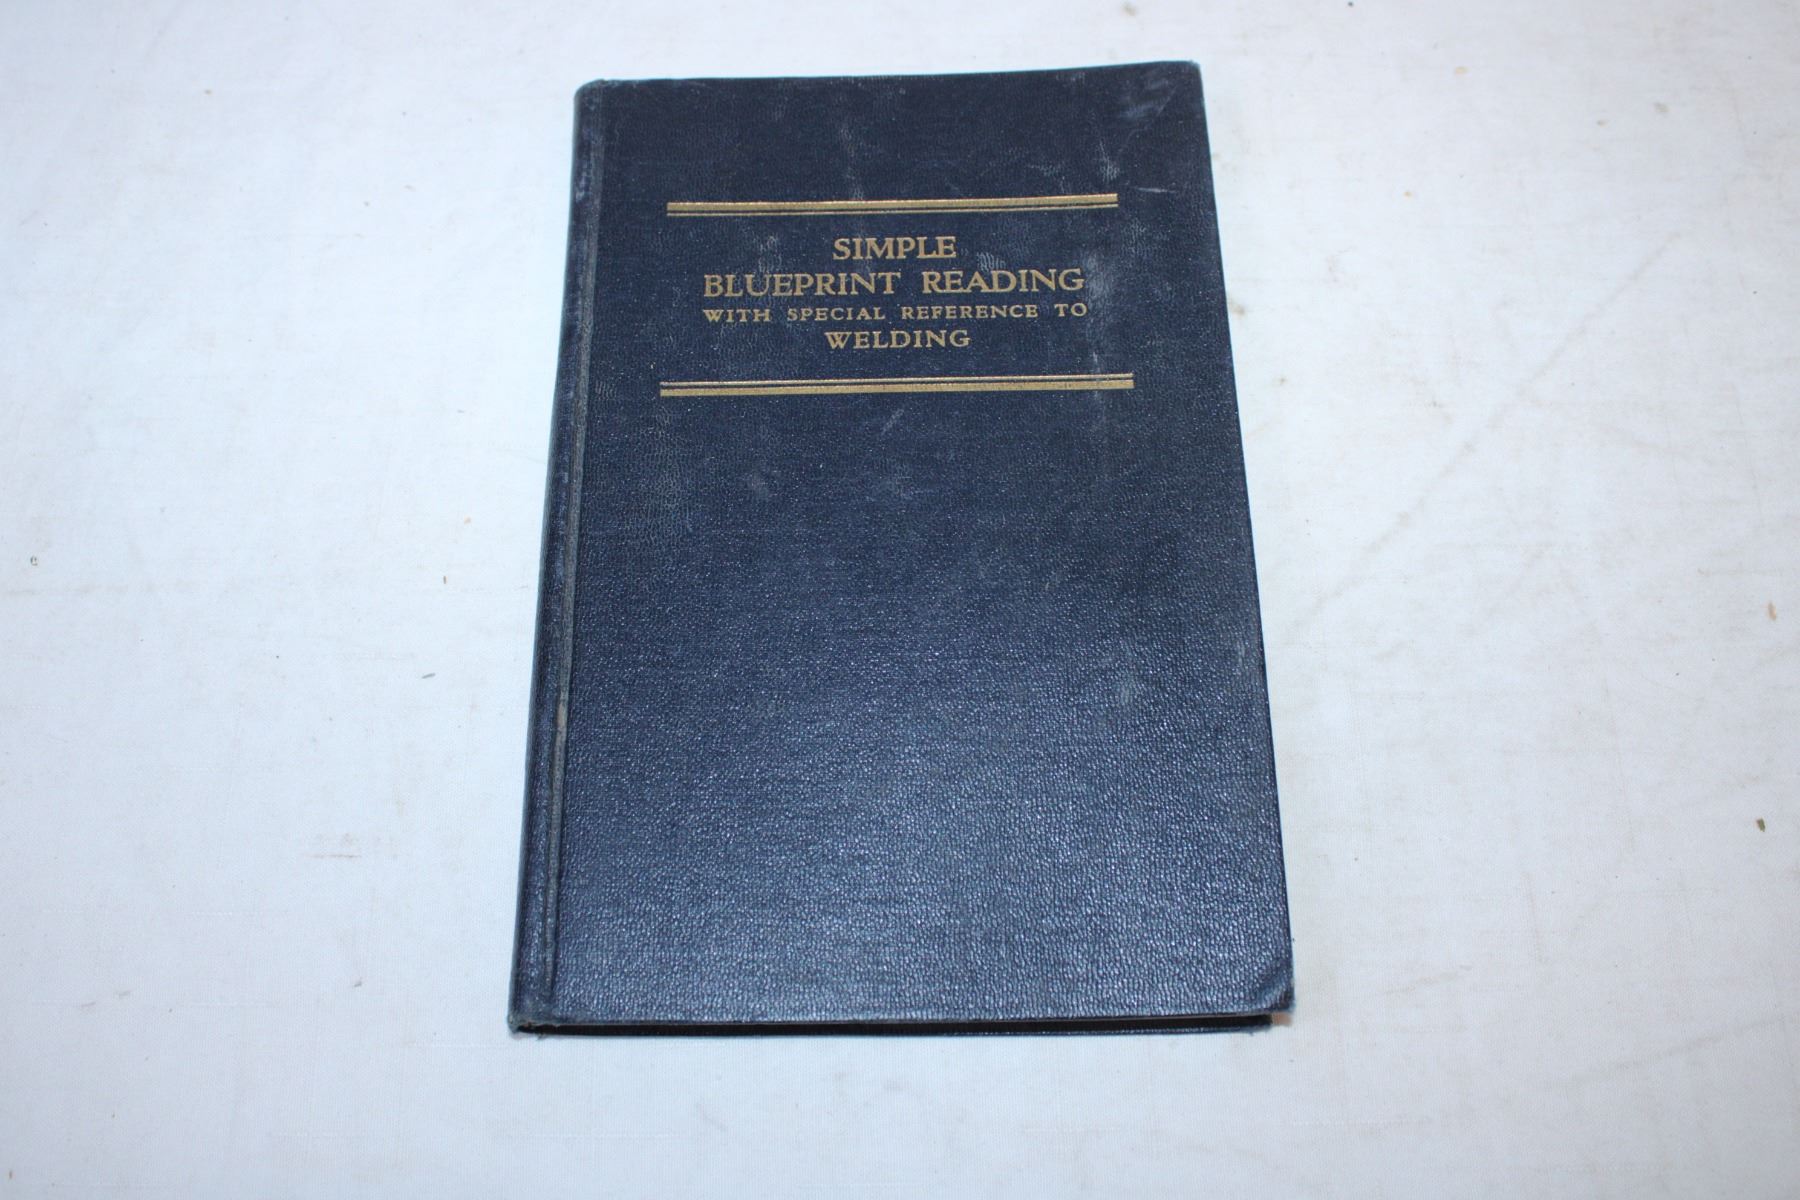 SIMPLE
BLUEPRINT READING
WITH SPECIAL REFERENCE TO
WELDING